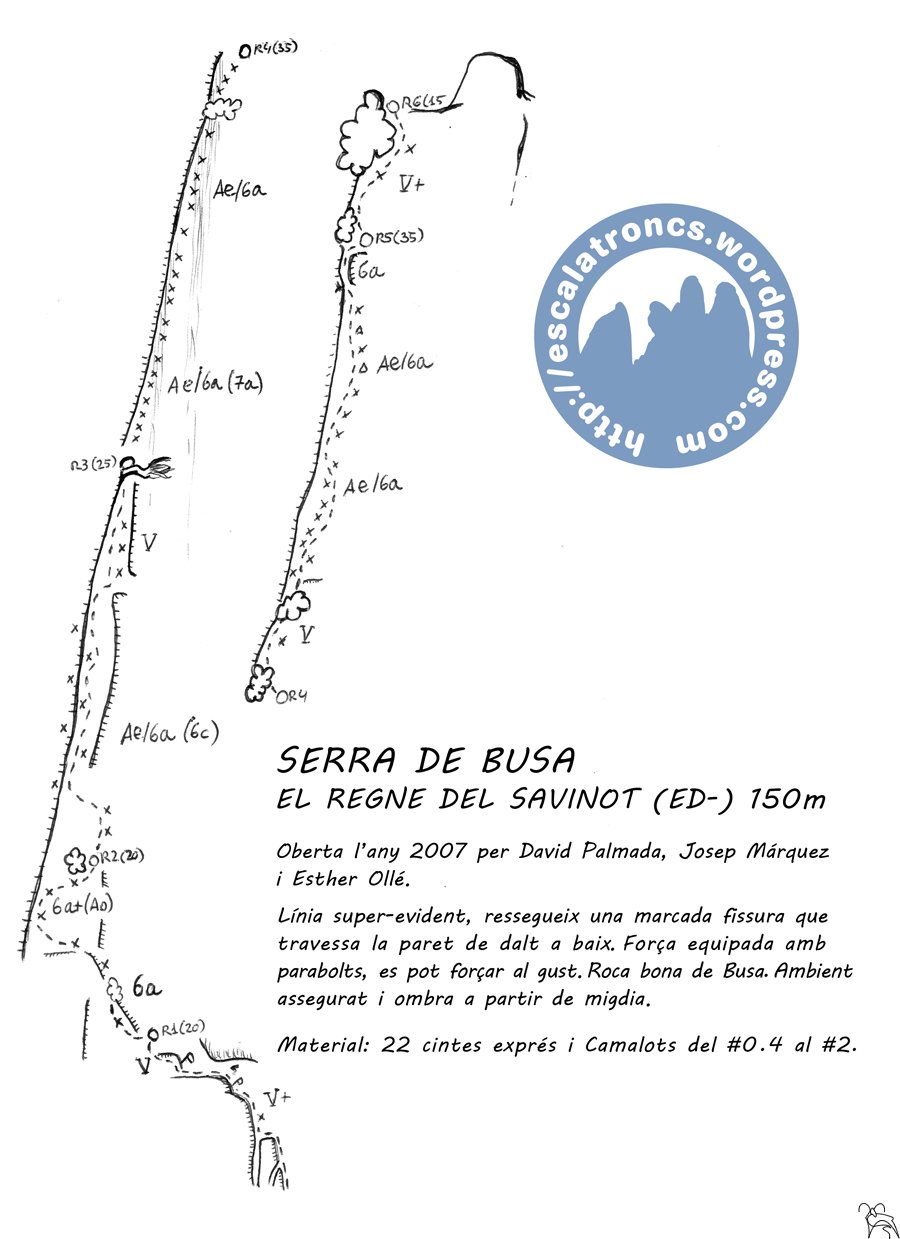 R4(35)
Ae/6a
Ae/6a (7a)
R3(25)
V
Ae/6a (6c)
R2(20)
6a+(A0)
6a
R1(20)
V
V+
R6(15
V+
R5(35)
6a
Ae/6a
Ae/6a
V
R4
http://escalatroncs.wordpress.com
SERRA DE BUSA
EL REGNE DEL SAVINOT (ED-) 150m
Oberta l'any 2007 per David Palmada, Josep Márquez
i Esther Ollé.
Línia super-evident, ressegueix una marcada fissura que
travessa la paret de dalt a baix. Força equipada amb
parabolts, es pot forçar al gust. Roca bona de Busa. Ambient
assegurat i ombra a partir de migdia.
Material: 22 cintes exprés i Camalots del #0.4 al #2.